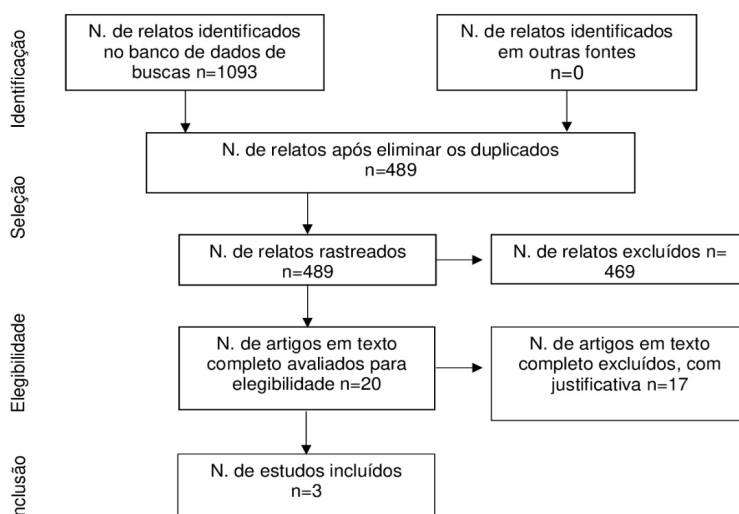 Identificação
N. de relatos identificados
no banco de dados de
buscas n=1093
N. de relatos identificados
em outras fontes
n=0
N. de relatos após eliminar os duplicados
n=489
Seleção
N. de relatos rastreados
n=489
N. de relatos excluídos n=
469
Elegibilidade
N. de artigos em texto
completo avaliados para
elegibilidade n=20
N. de artigos em texto
completo excluídos, com
justificativa n=17
nclusão
N. de estudos incluídos
n=3